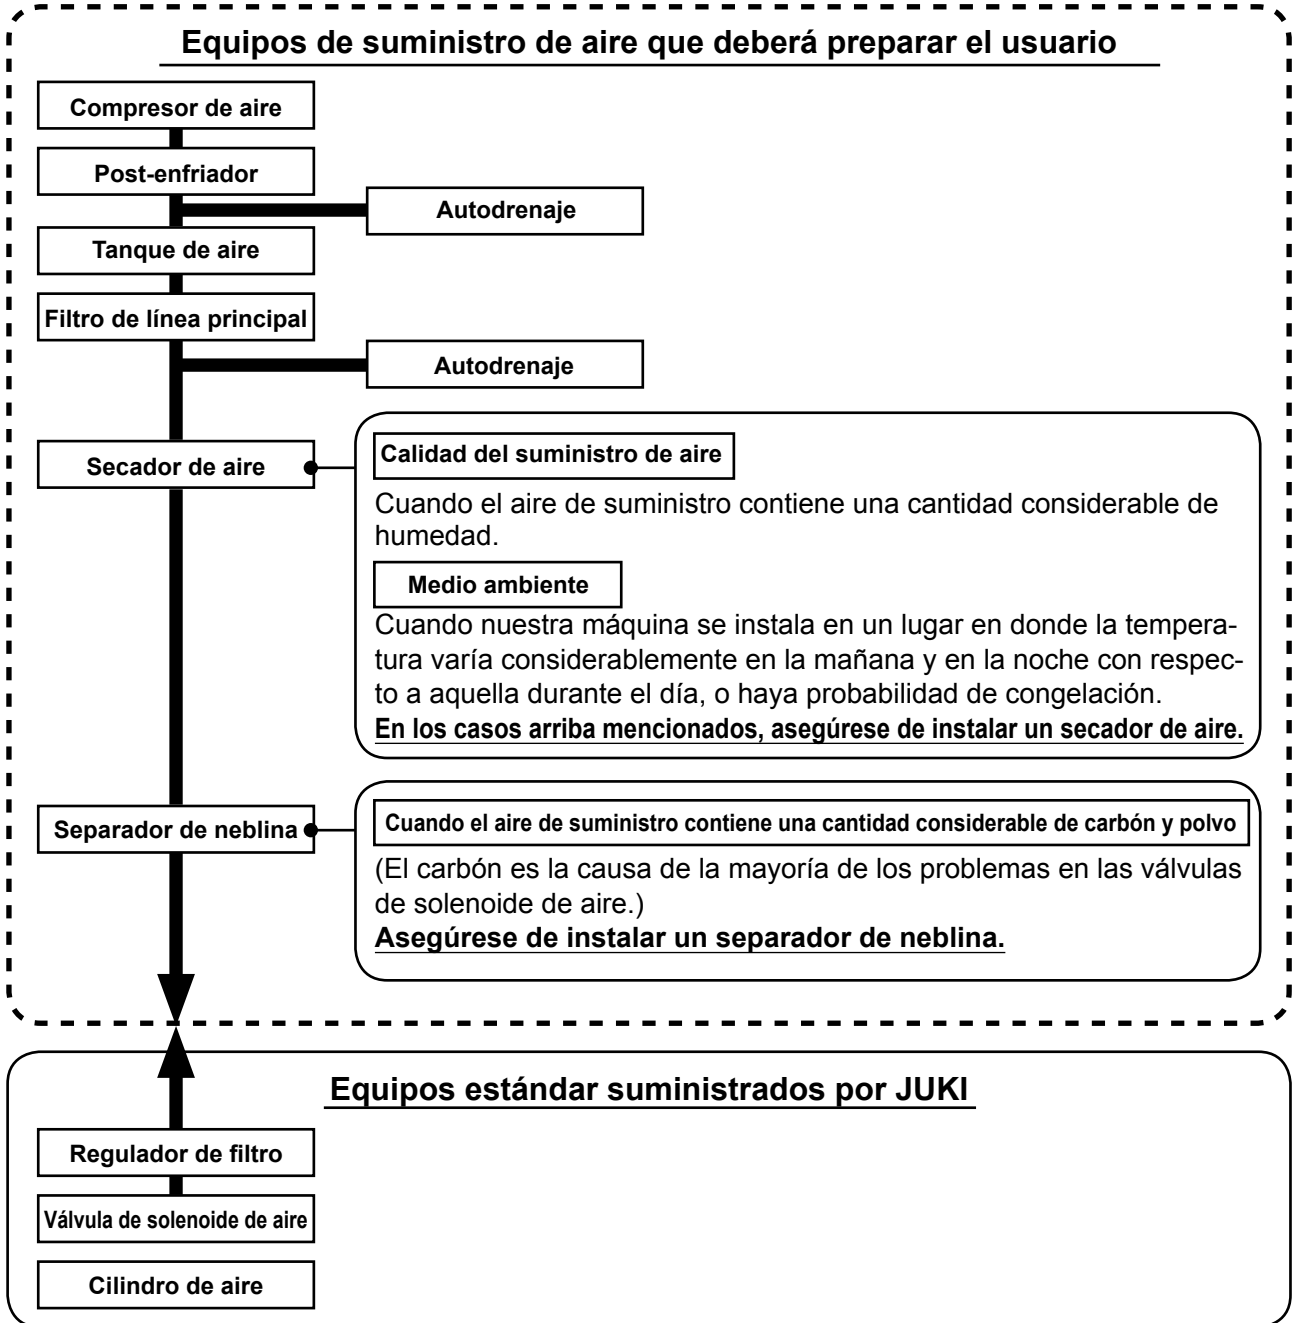 Equipos de suministro de aire que deberá preparar el usuario
Compresor de aire
Post-enfriador
Autodrenaje
Tanque de aire
Filtro de línea principal
Autodrenaje
Secador de aire
Calidad del suministro de aire
Cuando el aire de suministro contiene una cantidad considerable de
humedad.
Medio ambiente
Cuando nuestra máquina se instala en un lugar en donde la tempera-
tura varía considerablemente en la mañana y en la noche con respec-
to a aquella durante el día, o haya probabilidad de congelación.
En los casos arriba mencionados, asegúrese de instalar un secador de aire.
Separador de neblina
Cuando el aire de suministro contiene una cantidad considerable de carbón y polvo
(El carbón es la causa de la mayoría de los problemas en las válvulas
de solenoide de aire.)
Asegúrese de instalar un separador de neblina.
Equipos estándar suministrados por JUKI
Regulador de filtro
Válvula de solenoide de aire
Cilindro de aire